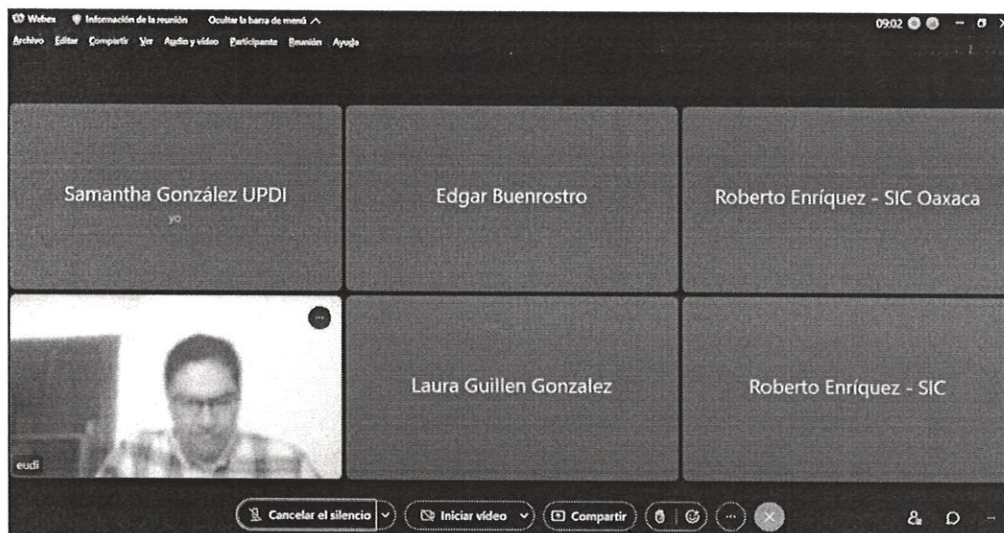 Webex Información de la reunión Ocultar la barra de menú 09:02
Archivo Editar Compartir Ver Audio y vídeo Participante Reunión Ayuda
Samantha González UPDI
yo
Edgar Buenrostro
Roberto Enríquez - SIC Oaxaca
eudi
Laura Guillen Gonzalez
Roberto Enríquez - SIC
Cancelar el silencio Iniciar vídeo Compartir